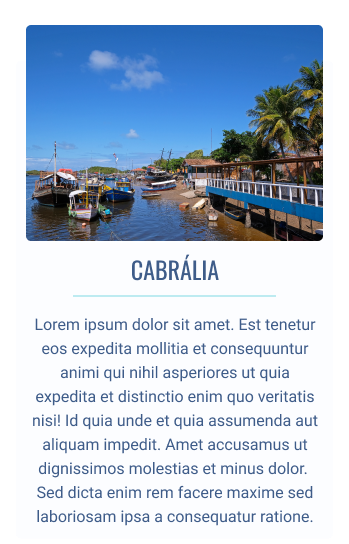 CABRÁLIA
Lorem ipsum dolor sit amet. Est tenetur
eos expedita mollitia et consequuntur
animi qui nihil asperiores ut quia
expedita et distinctio enim quo veritatis
nisi! Id quia unde et quia assumenda aut
aliquam impedit. Amet accusamus ut
dignissimos molestias et minus dolor.
Sed dicta enim rem facere maxime sed
laboriosam ipsa a consequatur ratione.